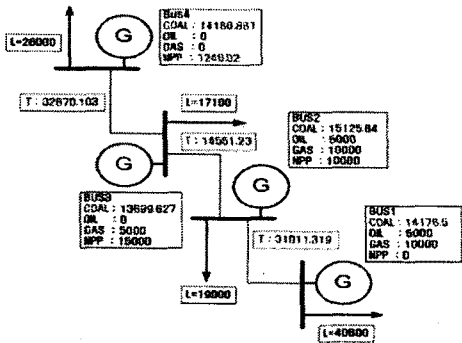 BUS4
COAL : 14180.881
OIL : 0
GAS : 0
NPP : 1249.02
G
L=26000
T : 32870.103
L=17100
T : 14551.23
BUS2
COAL : 15125.84
OIL : 5000
GAS : 10000
NPP : 10000
G
G
BUS3
COAL : 13699.627
OIL : 0
GAS : 5000
NPP : 15000
BUS1
COAL : 14176.5
OIL : 5000
GAS : 10000
NPP : 0
T : 31011.319
G
L=19000
L=40600